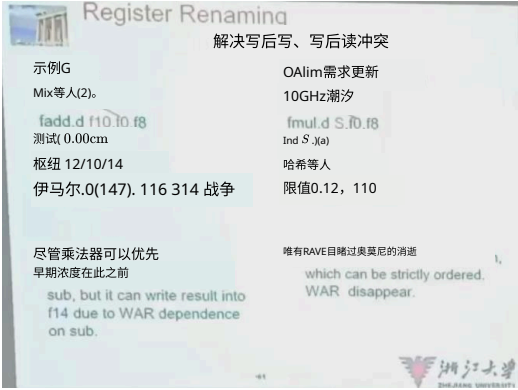 Register Renaming
解决写后写、写后读冲突
示例G
Mix等人(2)。
fadd.d f10.f0.f8
测试( 0.00cm
枢纽 12/10/14
伊马尔.0(147). 116 314 战争
尽管乘法器可以优先
早期浓度在此之前
sub, but it can write result into
f14 due to WAR dependence
on sub.
OAlim需求更新
10GHz潮汐
fmul.d S.f0.f8
Ind S .)(a)
哈希等人
限值0.12，110
唯有RAVE目睹过奥莫尼的消逝
which can be strictly ordered.
WAR disappear.
41
浙江大学
ZHEJIANG UNIVERSITY